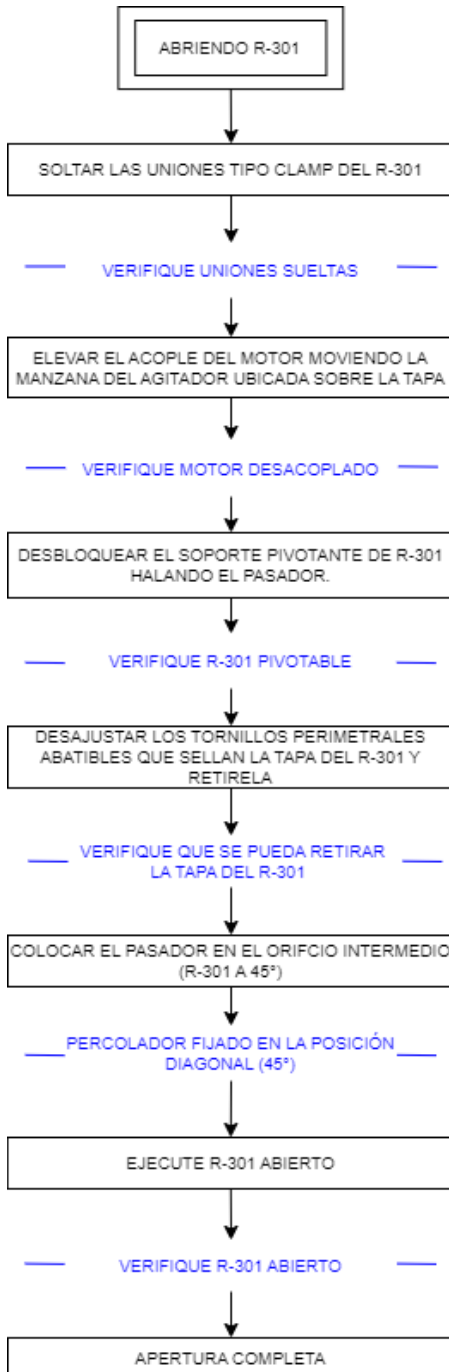 ABRIENDO R-301
SOLTAR LAS UNIONES TIPO CLAMP DEL R-301
VERIFIQUE UNIONES SUELTAS
ELEVAR EL ACOPLE DEL MOTOR MOVIENDO LA
MANZANA DEL AGITADOR UBICADA SOBRE LA TAPA
VERIFIQUE MOTOR DESACOPLADO
DESBLOQUEAR EL SOPORTE PIVOTANTE DE R-301
HALANDO EL PASADOR.
VERIFIQUE R-301 PIVOTABLE
DESAJUSTAR LOS TORNILLOS PERIMETRALES
ABATIBLES QUE SELLAN LA TAPA DEL R-301 Y
RETIRELA
VERIFIQUE QUE SE PUEDA RETIRAR
LA TAPA DEL R-301
COLOCAR EL PASADOR EN EL ORIFCIO INTERMEDIO
(R-301 A 45°)
PERCOLADOR FIJADO EN LA POSICIÓN
DIAGONAL (45°)
EJECUTE R-301 ABIERTO
VERIFIQUE R-301 ABIERTO
APERTURA COMPLETA